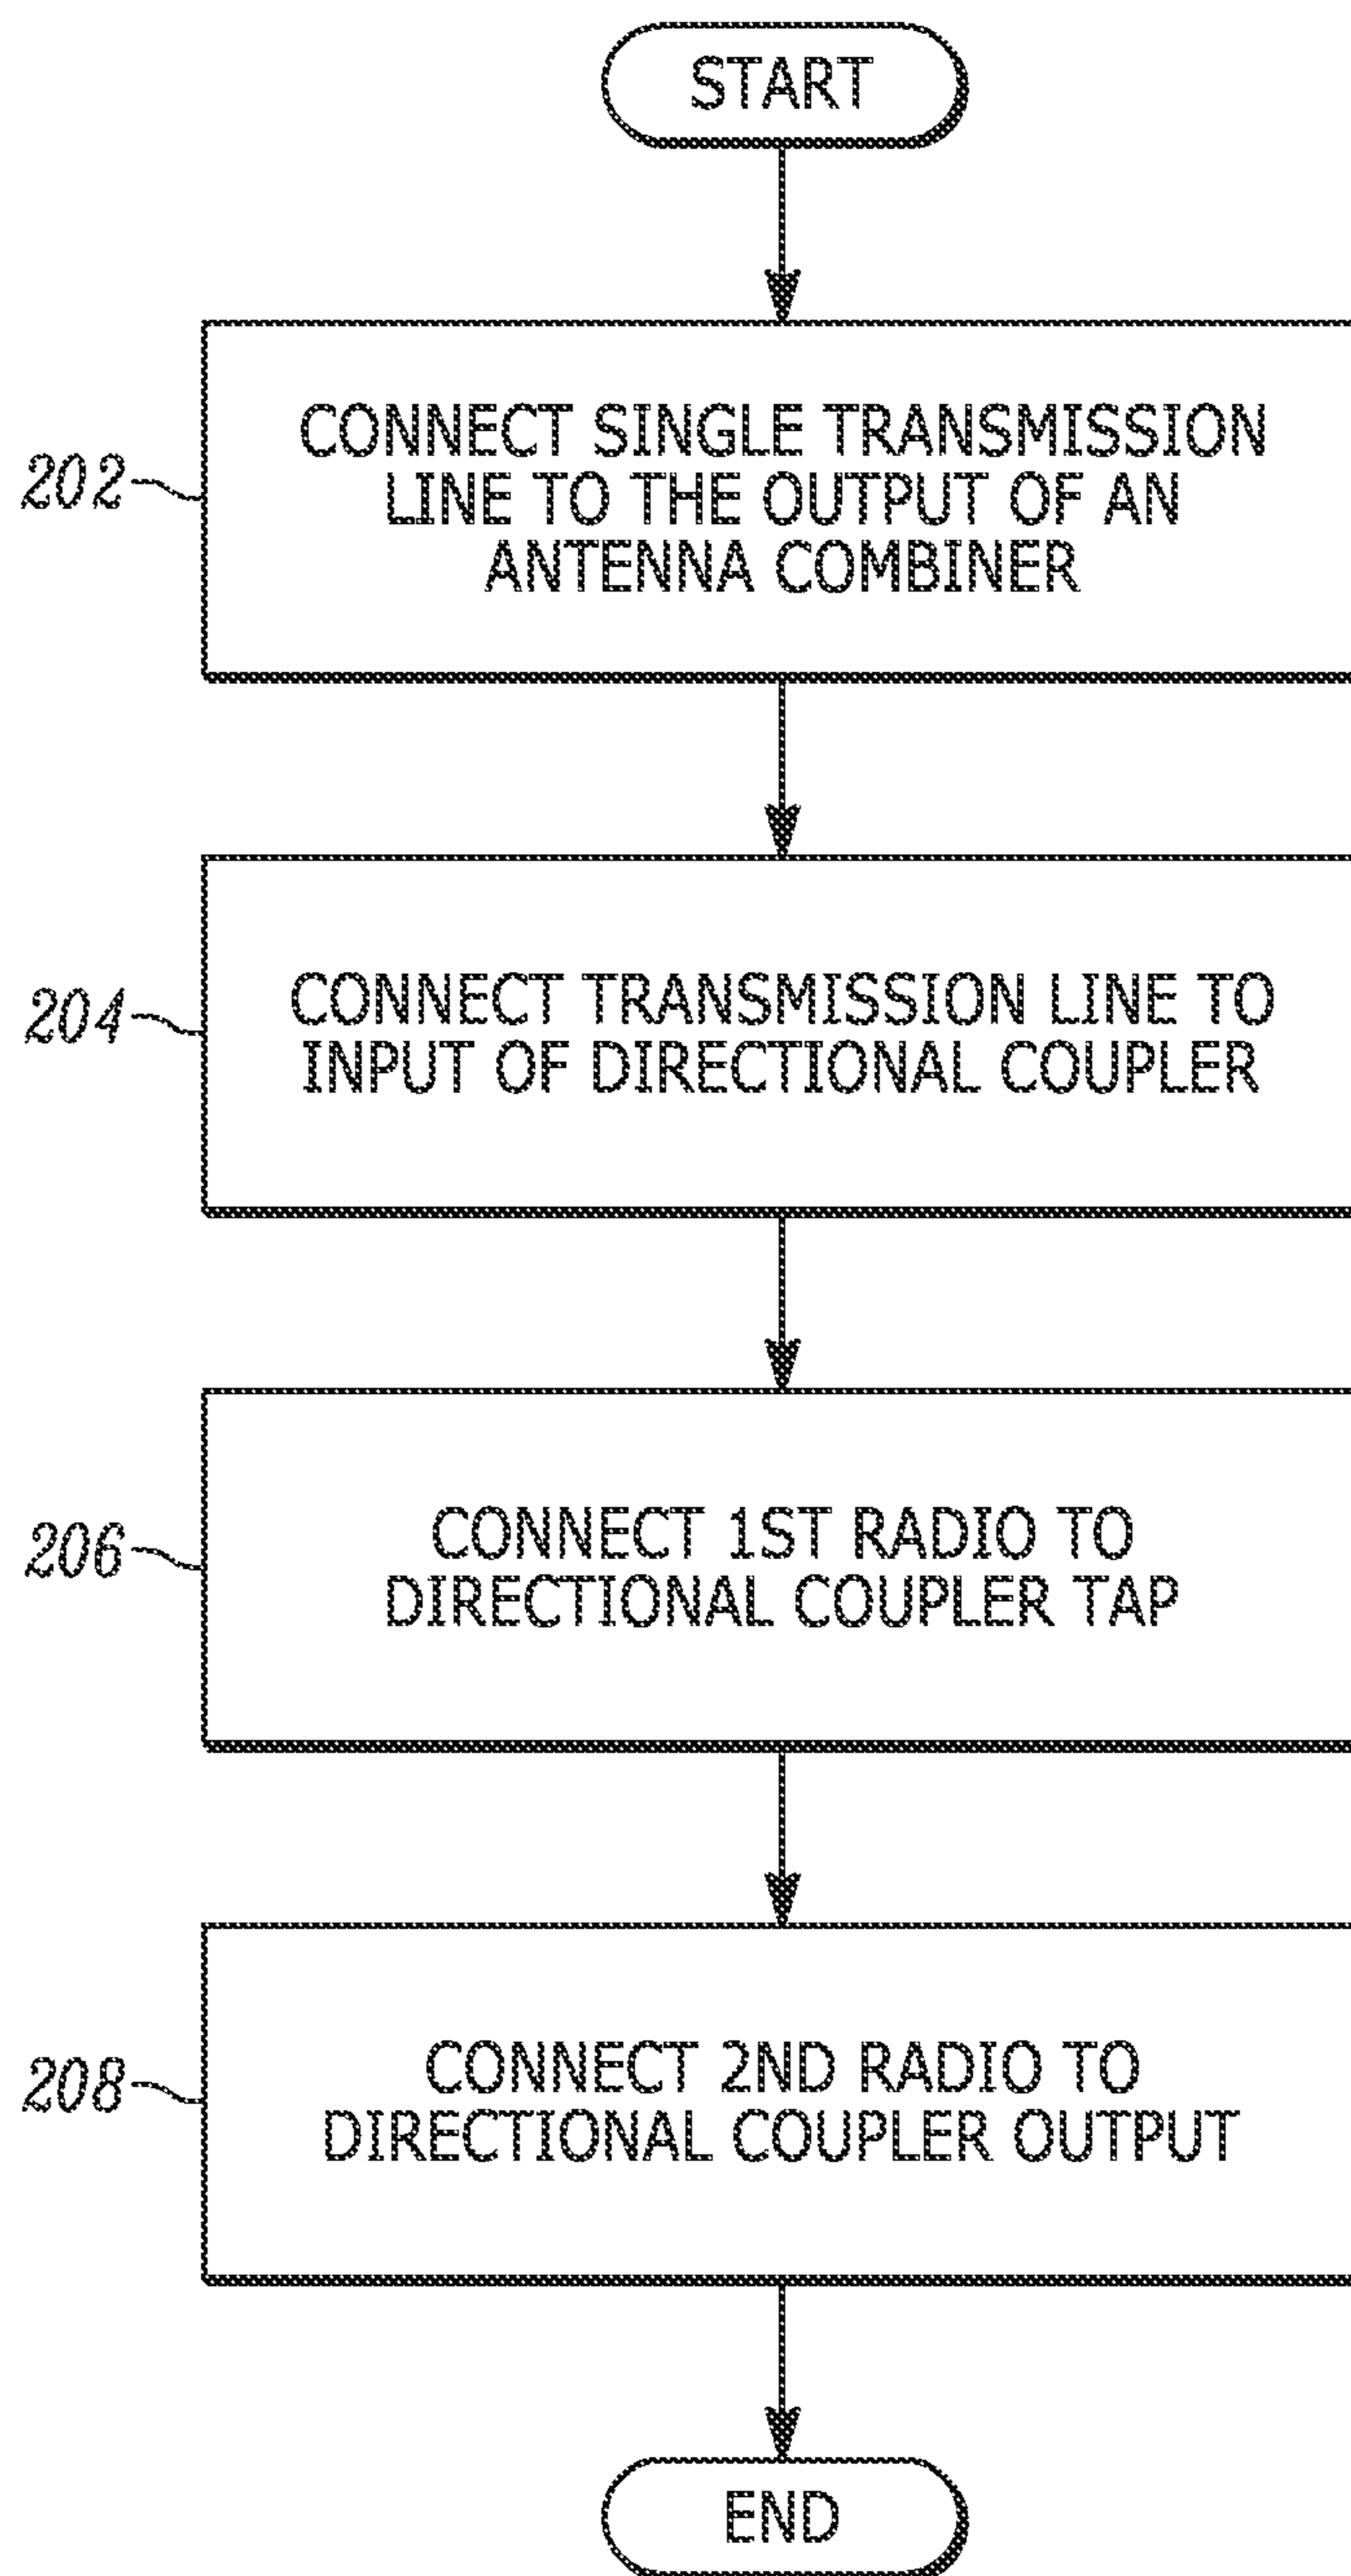 START
202
CONNECT SINGLE TRANSMISSION
LINE TO THE OUTPUT OF AN
ANTENNA COMBINER
204
CONNECT TRANSMISSION LINE TO
INPUT OF DIRECTIONAL COUPLER
206
CONNECT 1ST RADIO TO
DIRECTIONAL COUPLER TAP
208
CONNECT 2ND RADIO TO
DIRECTIONAL COUPLER OUTPUT
END